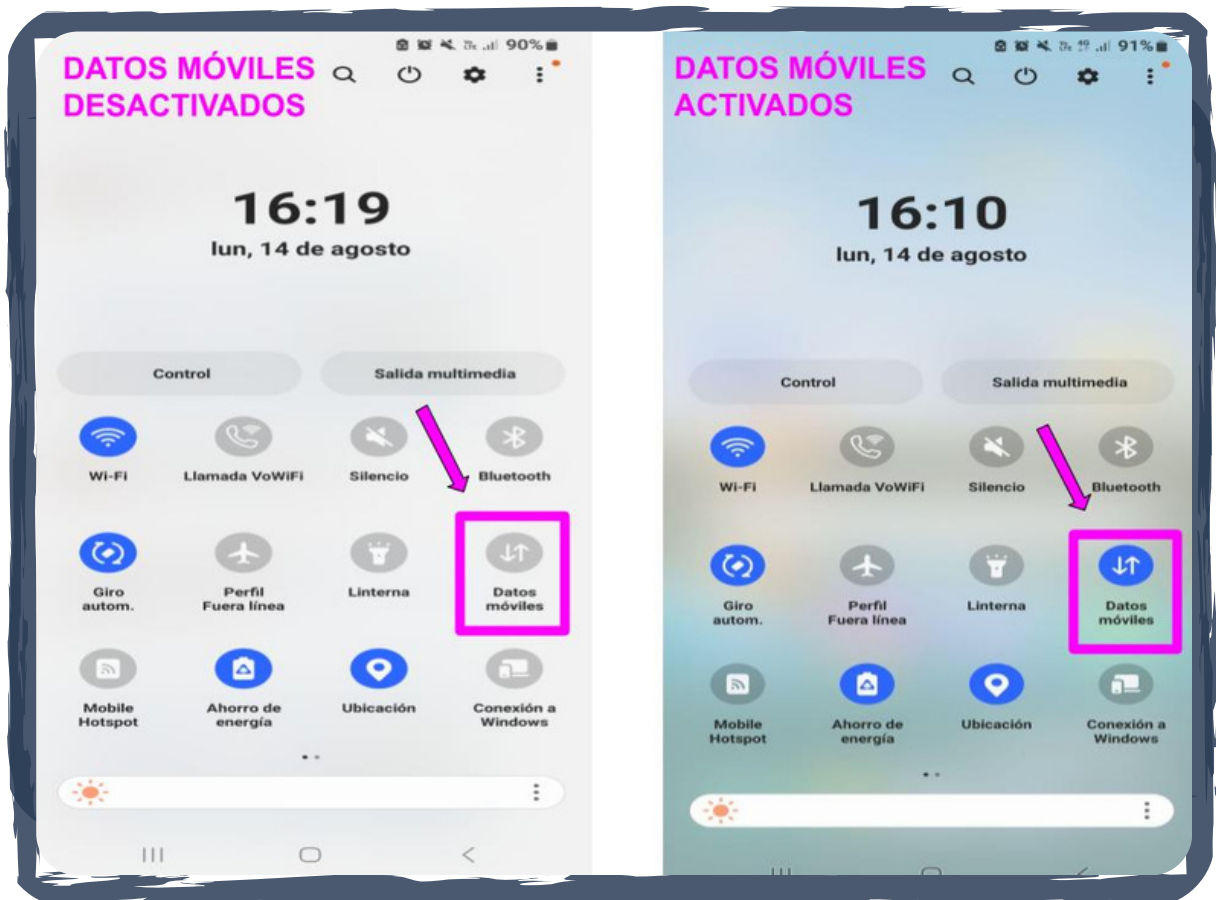 90%
DATOS MÓVILES
DESACTIVADOS
16:19
lun, 14 de agosto
Control Salida multimedia
Wi-Fi Llamada VoWiFi Silencio Bluetooth
Giro
autom.
Perfil
Fuera línea
Linterna
Datos
móviles
Mobile
Hotspot
Ahorro de
energía
Ubicación
Conexión a
Windows
91%
DATOS MÓVILES
ACTIVADOS
16:10
lun, 14 de agosto
Control Salida multimedia
Wi-Fi Llamada VoWiFi Silencio Bluetooth
Giro
autom.
Perfil
Fuera línea
Linterna
Datos
móviles
Mobile
Hotspot
Ahorro de
energía
Ubicación
Conexión a
Windows